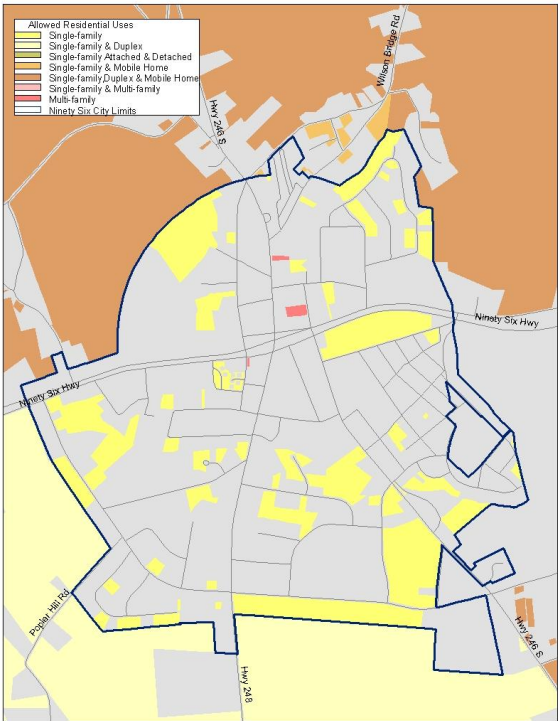 Allowed Residential Uses
Single-family
Single-family & Duplex
Single-family Attached & Detached
Single-family & Mobile Home
Single-family,Duplex & Mobile Home
Single-family & Multi-family
Multi-family
Ninety Six City Limits
Wilson Bridge Rd
Hwy 246 S
Ninety Six Hwy
Ninety Six Hwy
Poplar Hill Rd
Hwy 248
Hwy 246 S